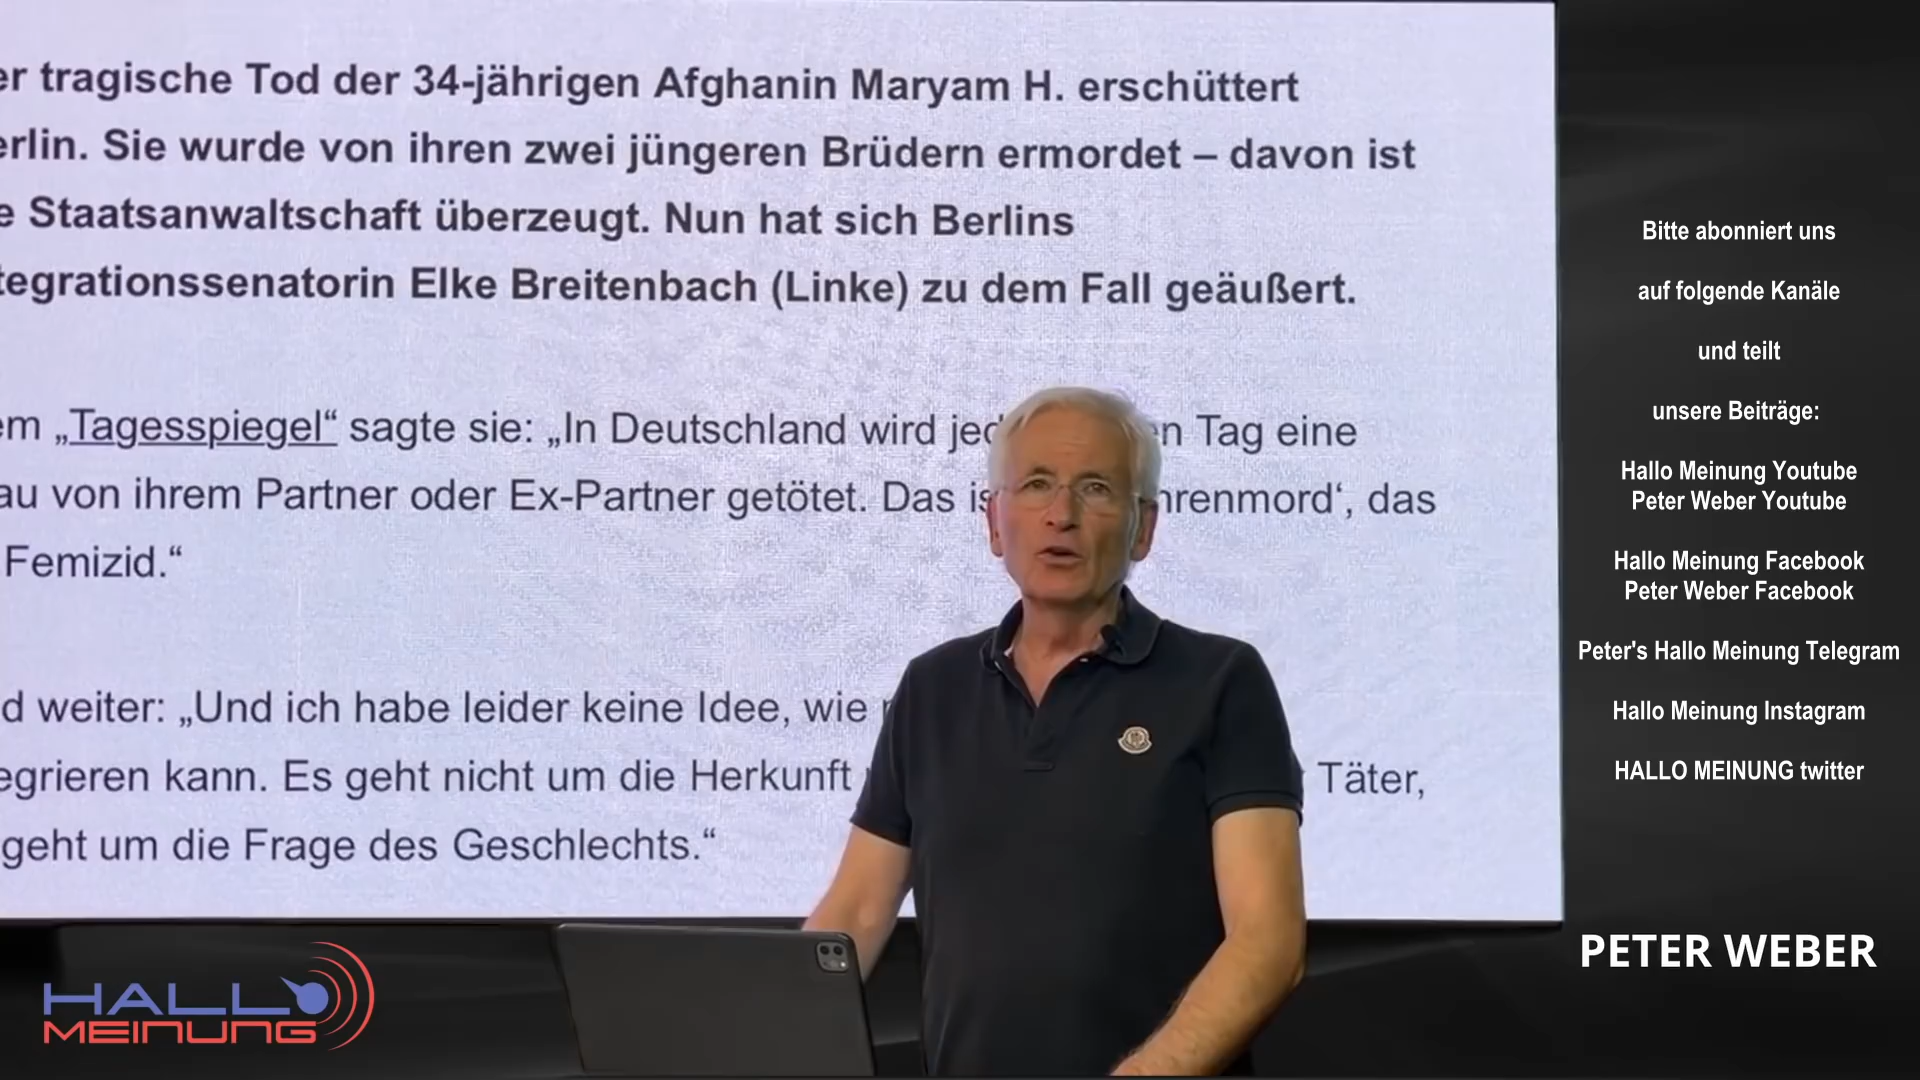 er tragische Tod der 34-jährigen Afghanin Maryam H. erschüttert
erlin. Sie wurde von ihren zwei jüngeren Brüdern ermordet – davon ist
e Staatsanwaltschaft überzeugt. Nun hat sich Berlins
tegrationssenatorin Elke Breitenbach (Linke) zu dem Fall geäußert.
em „Tagesspiegel“ sagte sie: „In Deutschland wird jed en Tag eine
au von ihrem Partner oder Ex-Partner getötet. Das is hrenmord‘, das
Femizid.“
d weiter: „Und ich habe leider keine Idee, wie
egrieren kann. Es geht nicht um die Herkunft Täter,
geht um die Frage des Geschlechts.“
Bitte abonniert uns
auf folgende Kanäle
und teilt
unsere Beiträge:
Hallo Meinung Youtube
Peter Weber Youtube
Hallo Meinung Facebook
Peter Weber Facebook
Peter's Hallo Meinung Telegram
Hallo Meinung Instagram
HALLO MEINUNG twitter
PETER WEBER
HALLO
MEINUNG